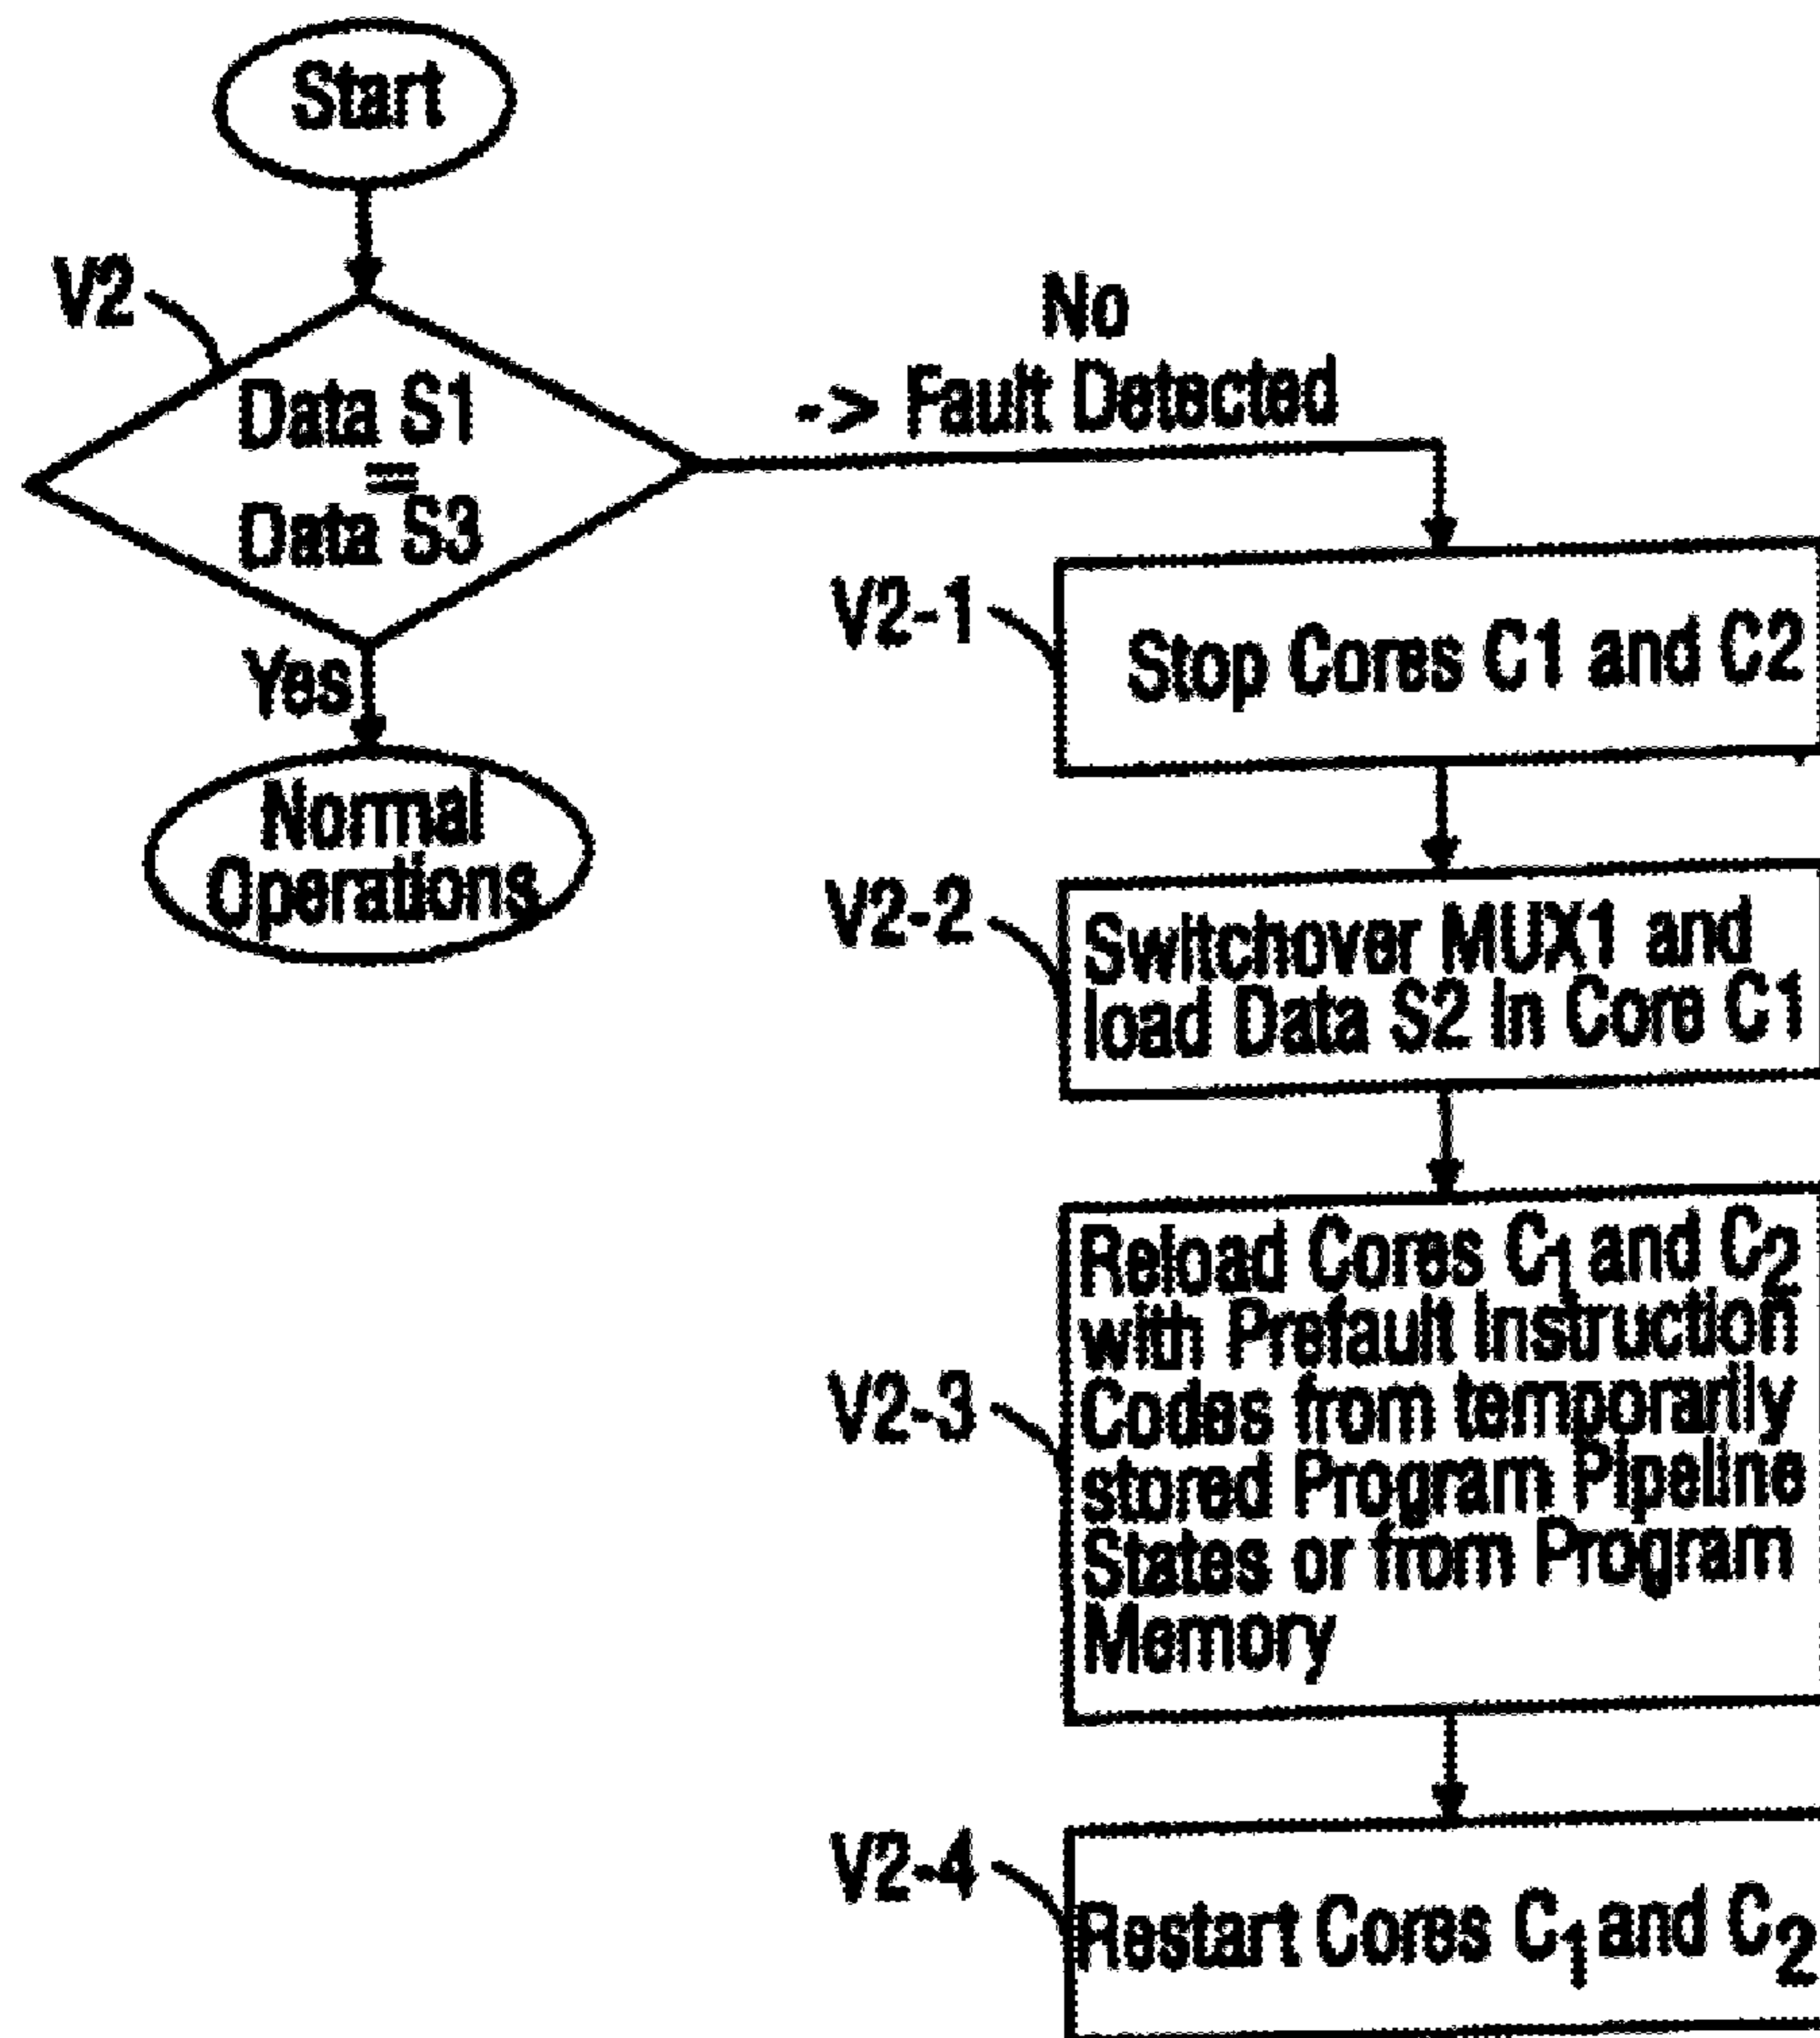 Start
V2
Data S1
=
Data S3
No
-> Fault Detected
Yes
Normal
Operations
V2-1
Stop Cores C1 and C2
V2-2
Switchover MUX1 and
load Data S2 in Core C1
V2-3
Reload Cores C1 and C2
with Prefault Instruction
Codes from temporarily
stored Program Pipeline
States or from Program
Memory
V2-4
Restart Cores C1 and C2